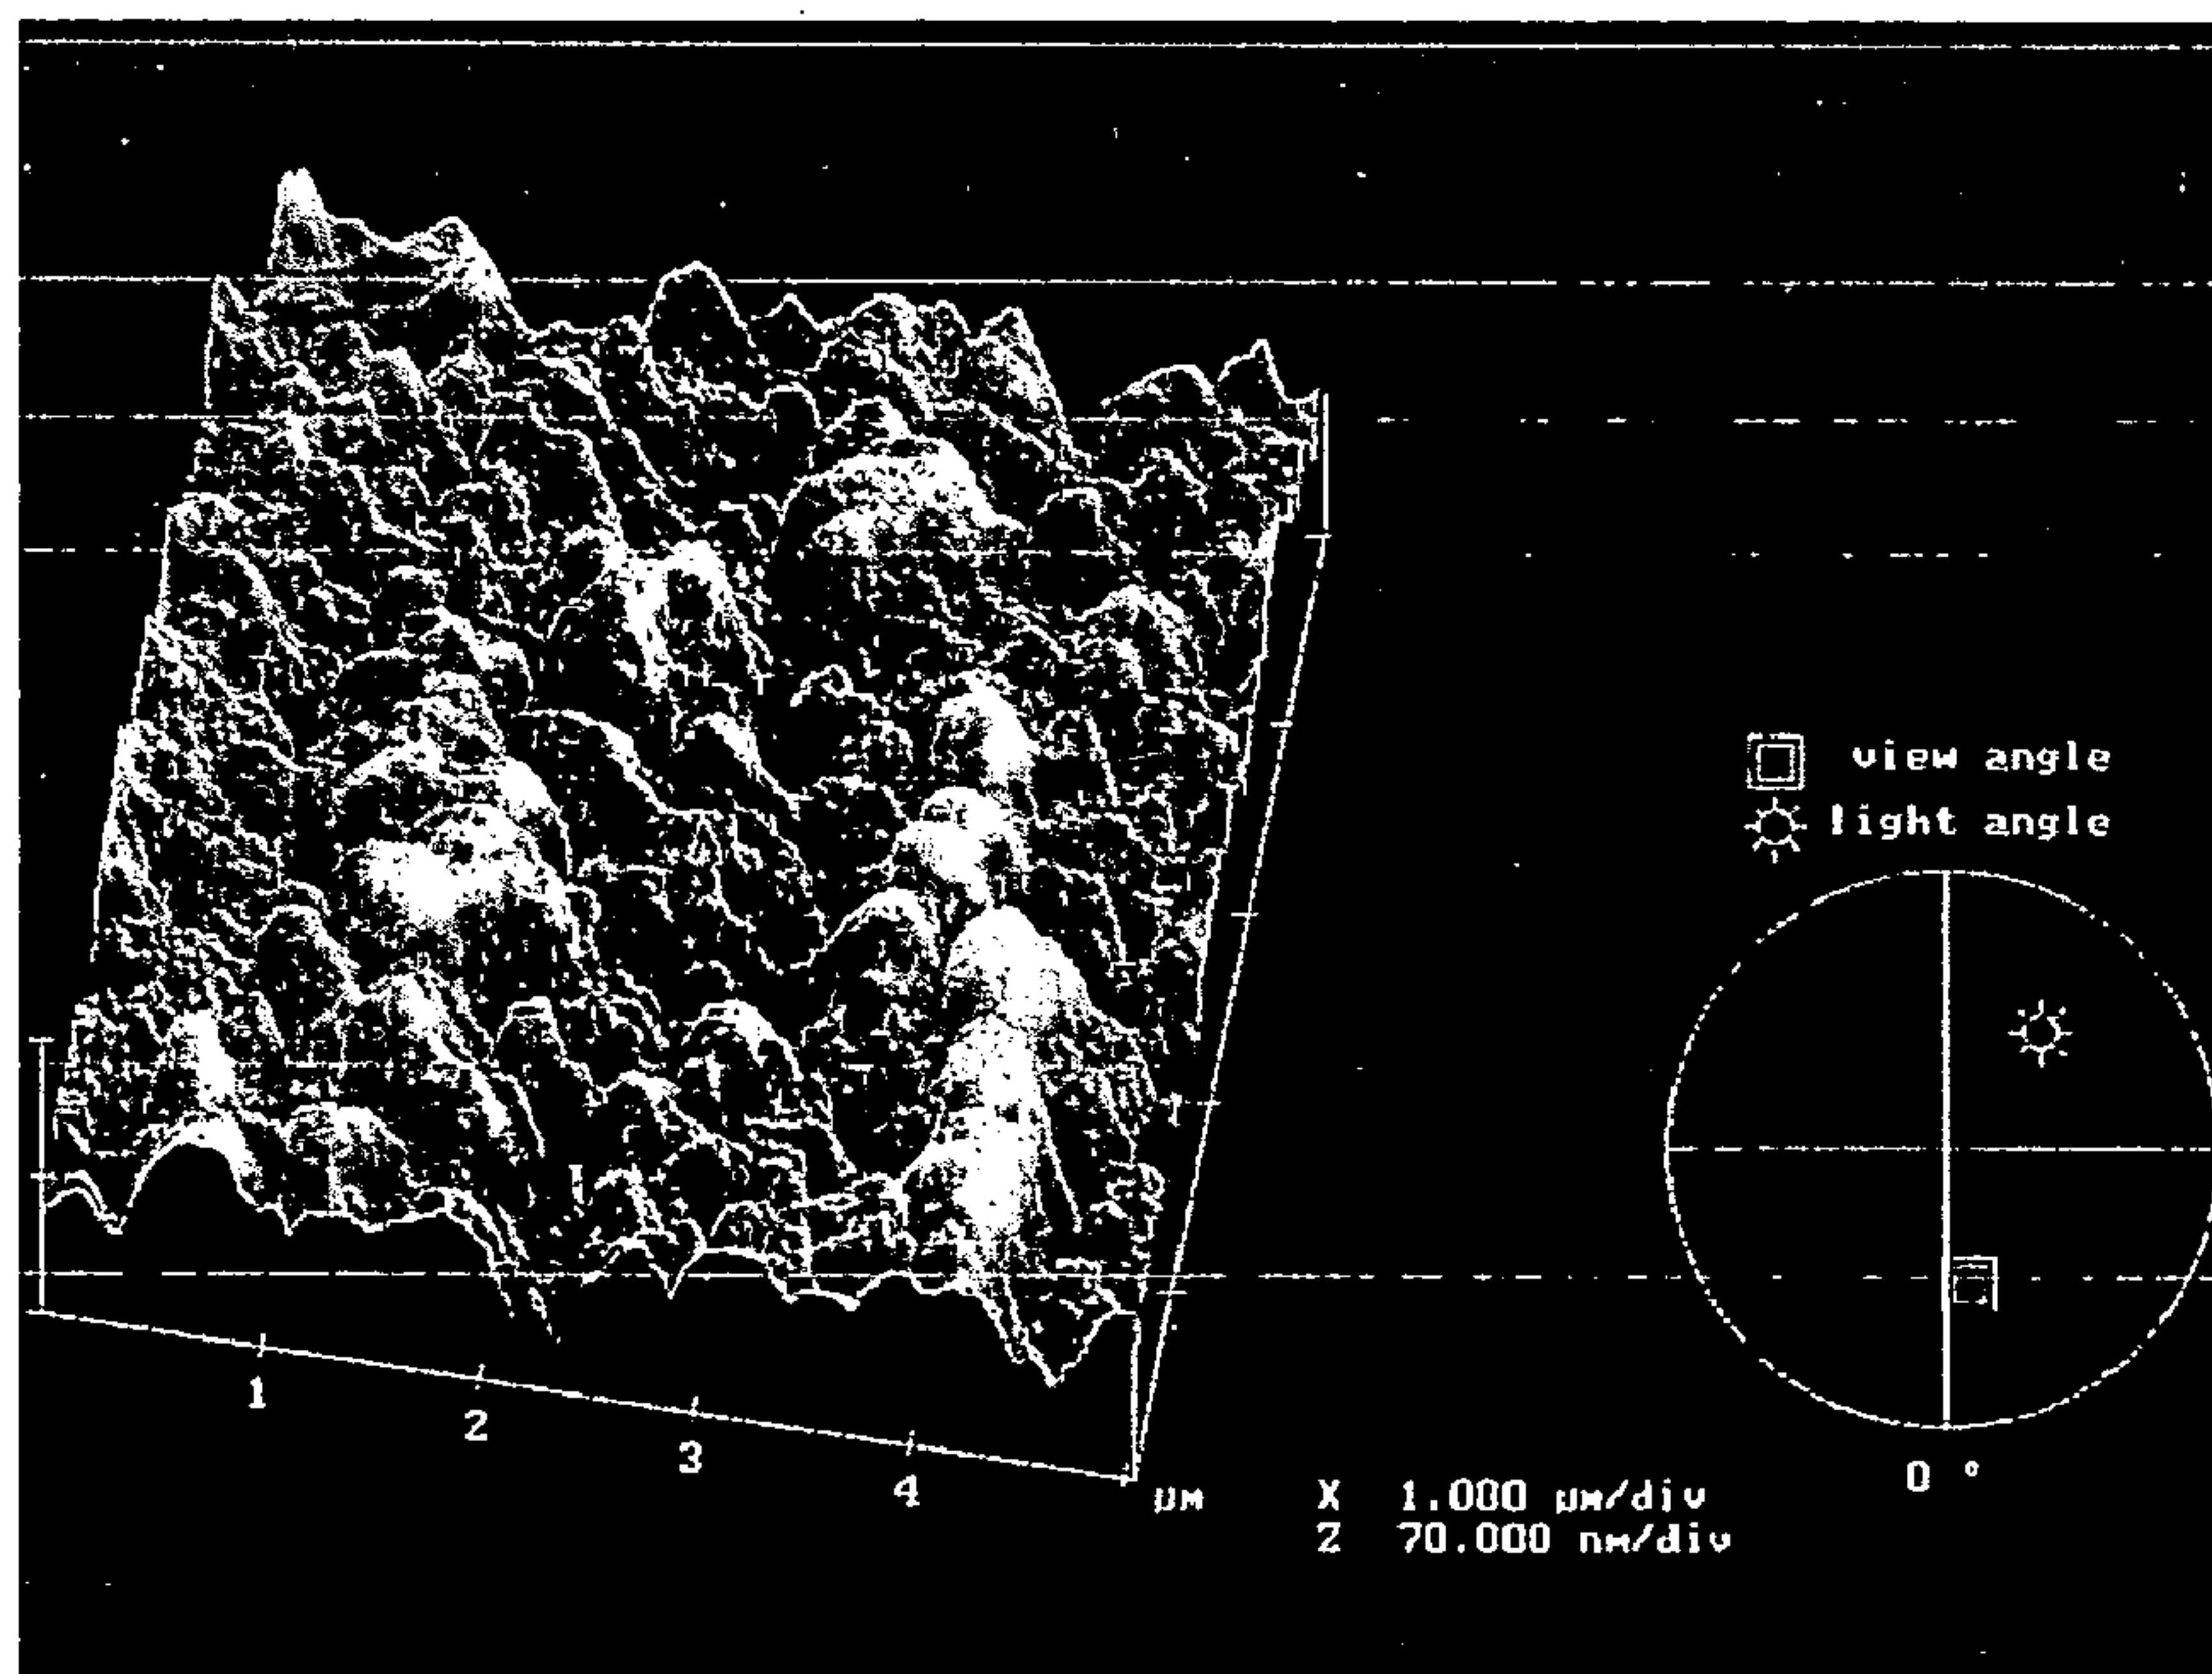 view angle
light angle
1
2
3
4
µm
X 1.000 µm/div
Z 70.000 nm/div
0 °